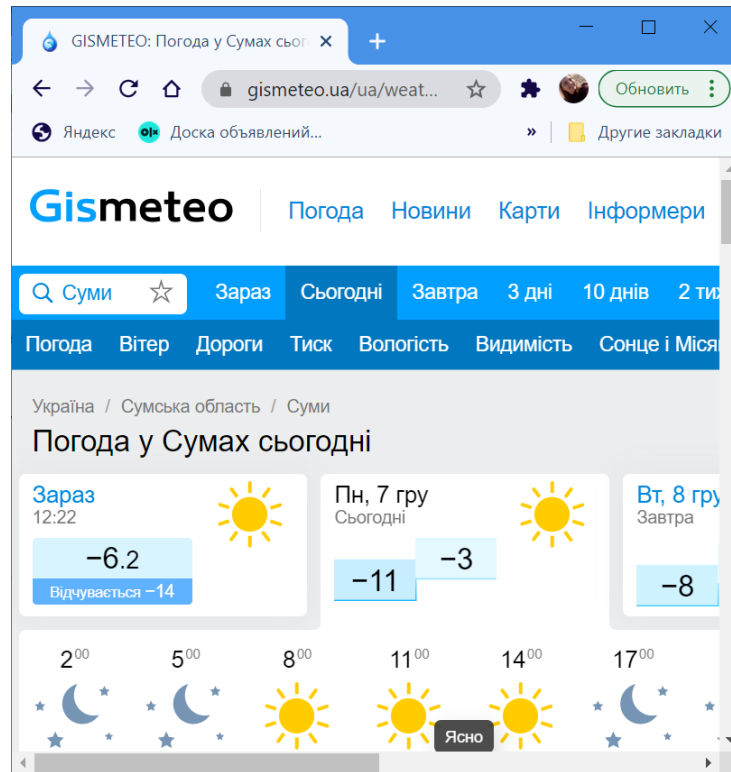 GISMETEO: Погода у Сумах сьог
gismeteo.ua/ua/weat...
Обновить
Яндекс
olx Доска объявлений...
»
Другие закладки
Gismeteo
Погода Новини Карти Інформери
Суми Зараз Сьогодні Завтра 3 дні 10 днів 2 ти
Погода Вітер Дороги Тиск Вологість Видимість Сонце і Міся
Україна / Сумська область / Суми
Погода у Сумах сьогодні
Зараз
12:22
−6.2
Відчувається −14
Пн, 7 гру
Сьогодні
−11 −3
Вт, 8 гру
Завтра
−8
2⁰⁰ 5⁰⁰ 8⁰⁰ 11⁰⁰ 14⁰⁰ 17⁰⁰
Ясно